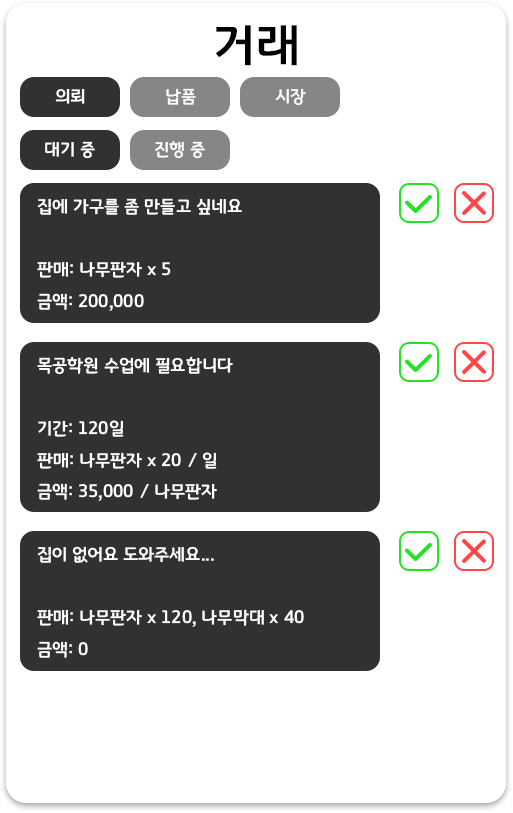 거래
의뢰 납품 시장
대기 중 진행 중
집에 가구를 좀 만들고 싶네요
판매: 나무판자 x 5
금액: 200,000
목공학원 수업에 필요합니다
기간: 120일
판매: 나무판자 x 20 / 일
금액: 35,000 / 나무판자
집이 없어요 도와주세요...
판매: 나무판자 x 120, 나무막대 x 40
금액: 0